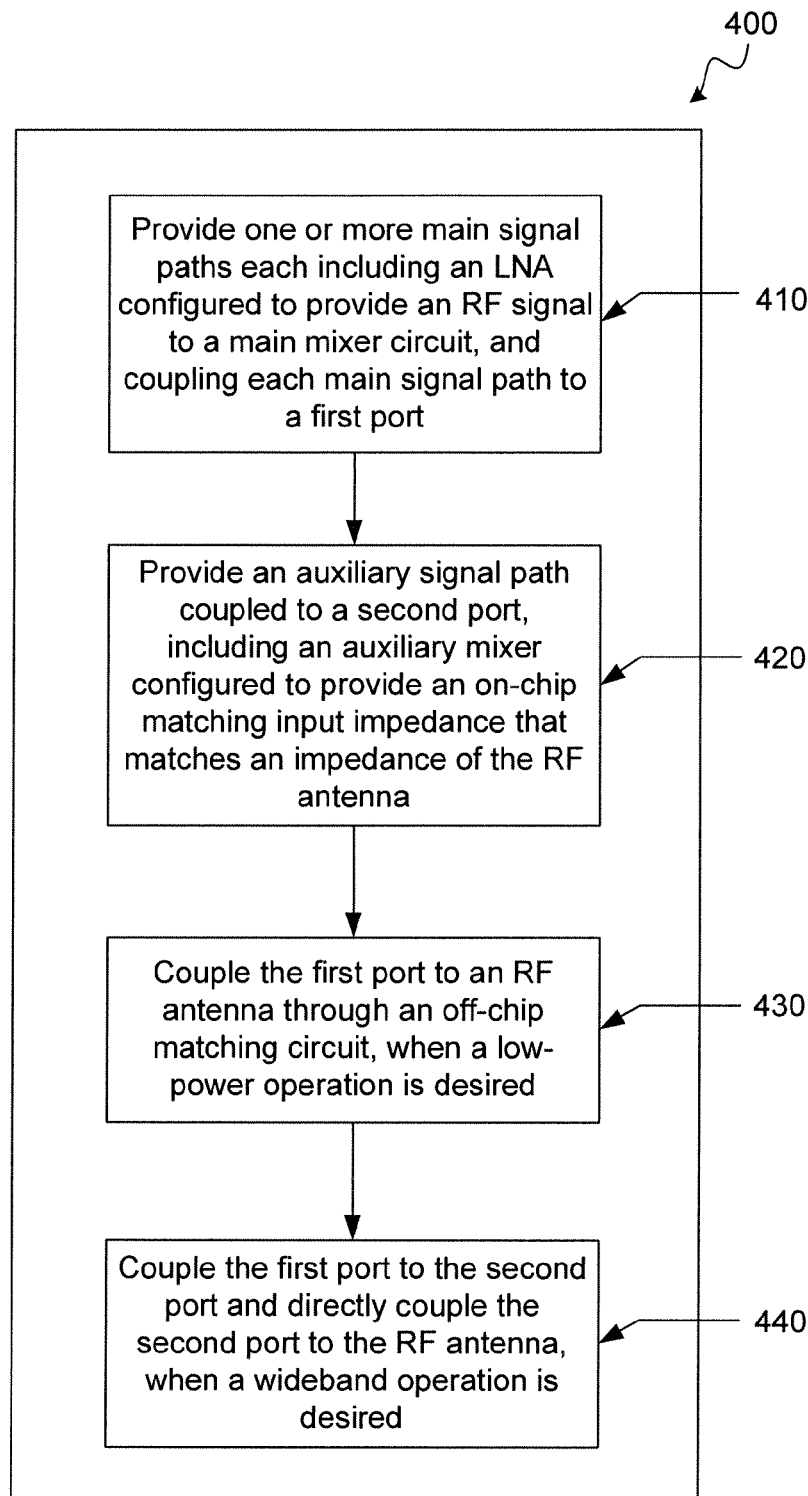 400
Provide one or more main signal
paths each including an LNA
configured to provide an RF signal
to a main mixer circuit, and
coupling each main signal path to
a first port
410
Provide an auxiliary signal path
coupled to a second port,
including an auxiliary mixer
configured to provide an on-chip
matching input impedance that
matches an impedance of the RF
antenna
420
Couple the first port to an RF
antenna through an off-chip
matching circuit, when a low-
power operation is desired
430
Couple the first port to the second
port and directly couple the
second port to the RF antenna,
when a wideband operation is
desired
440